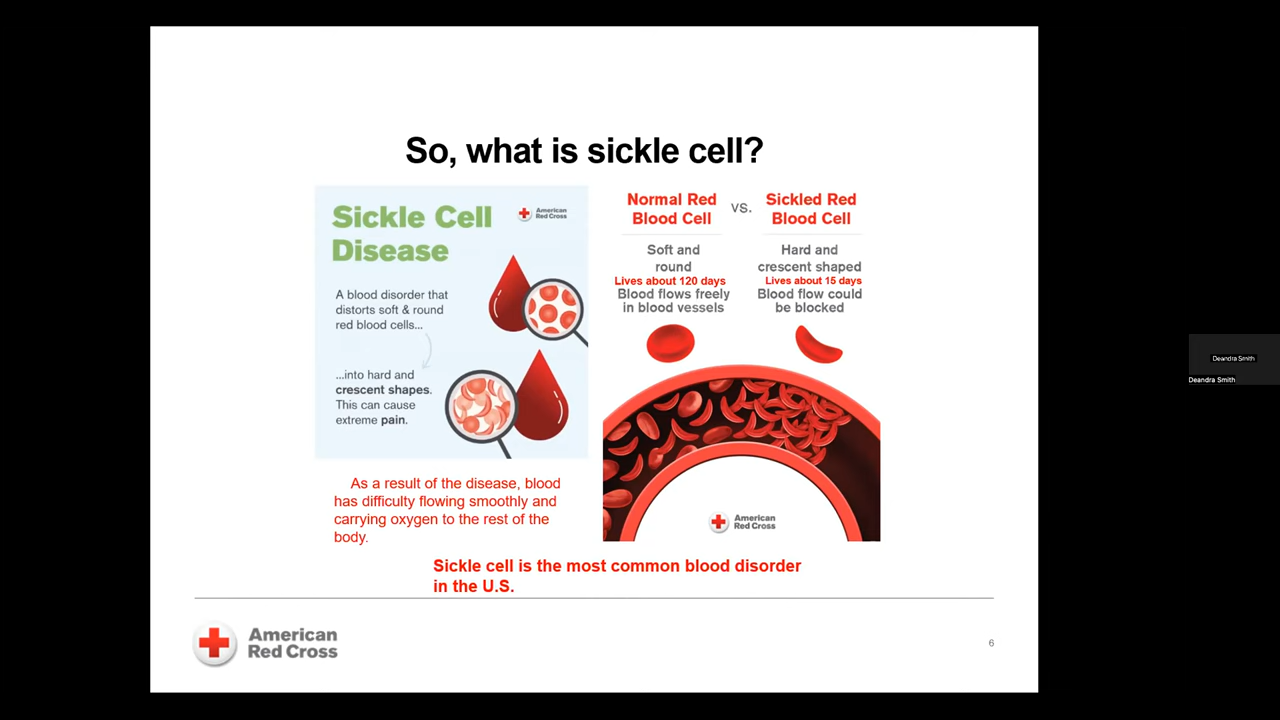 So, what is sickle cell?
Sickle Cell
Disease
American
Red Cross
A blood disorder that
distorts soft & round
red blood cells...
...into hard and
crescent shapes.
This can cause
extreme pain.
As a result of the disease, blood
has difficulty flowing smoothly and
carrying oxygen to the rest of the
body.
Normal Red
Blood Cell
vs.
Sickled Red
Blood Cell
Soft and
round
Lives about 120 days
Blood flows freely
in blood vessels
Hard and
crescent shaped
Lives about 15 days
Blood flow could
be blocked
American
Red Cross
Sickle cell is the most common blood disorder
in the U.S.
American
Red Cross
6
Deandra Smith
Deandra Smith